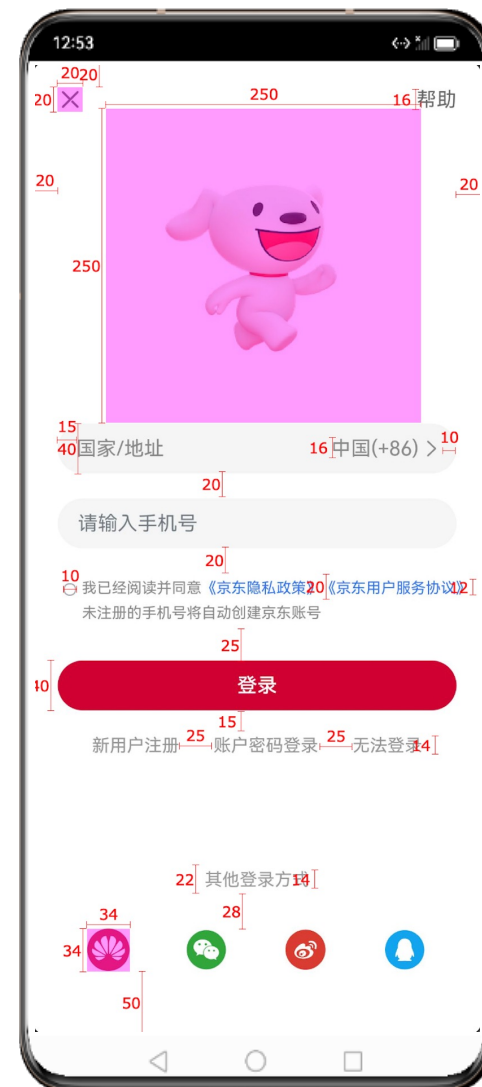 12:53
20 20
20 250 16 帮助
20 20
250
15
40 国家/地址 16 中国(+86) > 10
20
请输入手机号
20
10
我已经阅读并同意《京东隐私政策》20《京东用户服务协议》12
未注册的手机号将自动创建京东账号
25
40 登录
15
新用户注册 25 账户密码登录 25 无法登录 14
22 其他登录方式 14
34 28
34
50